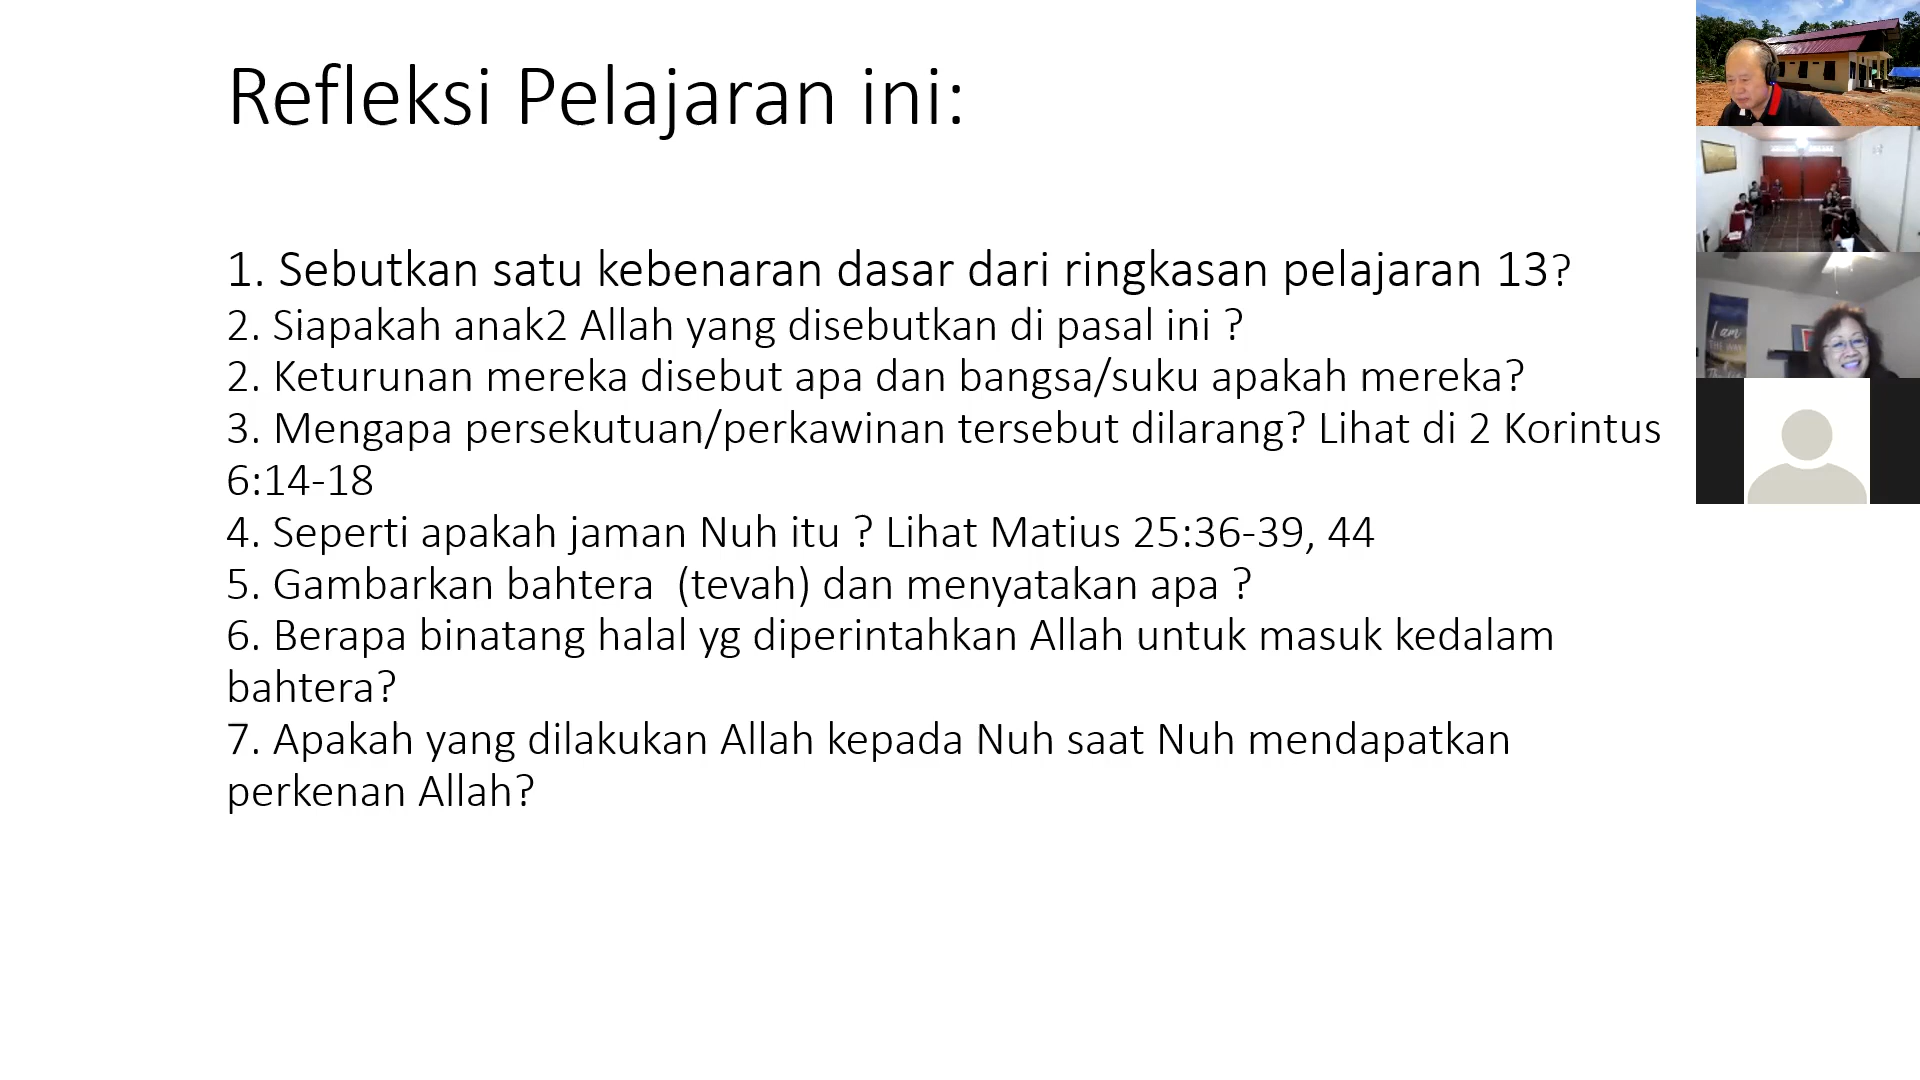 Refleksi Pelajaran ini:
1. Sebutkan satu kebenaran dasar dari ringkasan pelajaran 13?
2. Siapakah anak2 Allah yang disebutkan di pasal ini ?
2. Keturunan mereka disebut apa dan bangsa/suku apakah mereka?
3. Mengapa persekutuan/perkawinan tersebut dilarang? Lihat di 2 Korintus
6:14-18
4. Seperti apakah jaman Nuh itu ? Lihat Matius 25:36-39, 44
5. Gambarkan bahtera  (tevah) dan menyatakan apa ?
6. Berapa binatang halal yg diperintahkan Allah untuk masuk kedalam
bahtera?
7. Apakah yang dilakukan Allah kepada Nuh saat Nuh mendapatkan
perkenan Allah?
I am
THE WAY